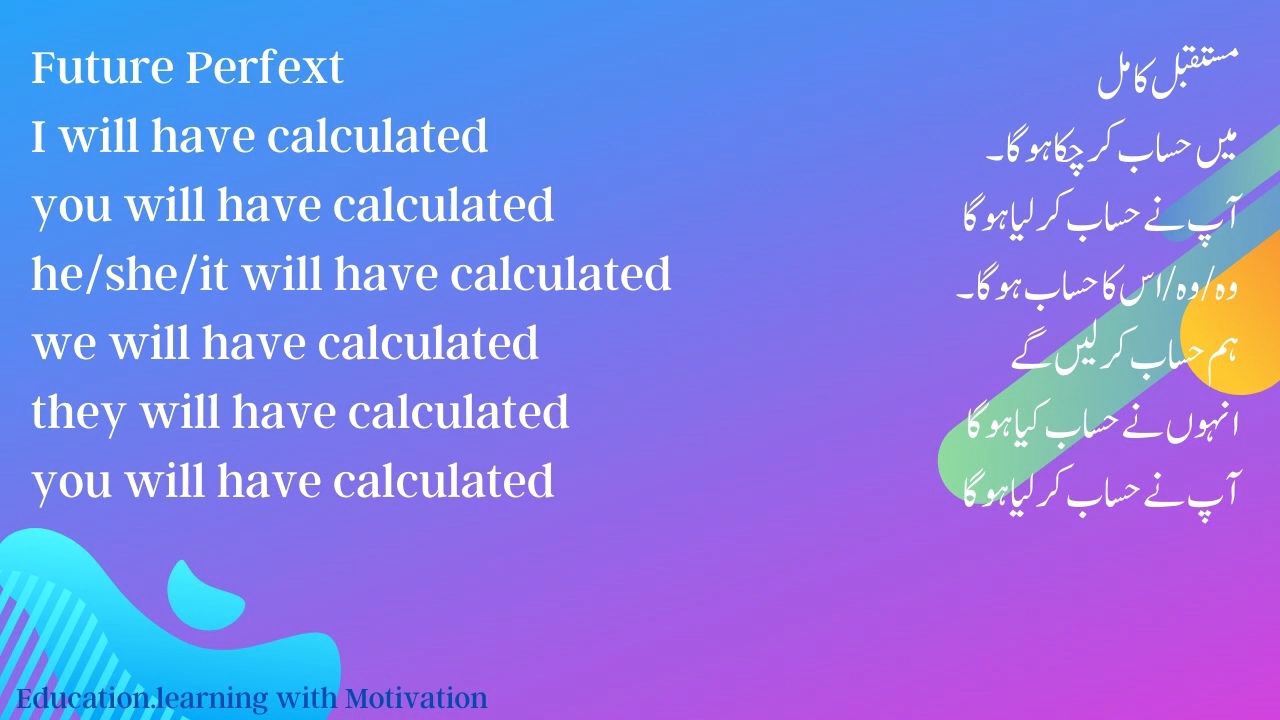 Future Perfext
مستقبل کامل
I will have calculated
میں حساب کر چکا ہو گا۔
you will have calculated
آپ نے حساب کر لیا ہو گا
he/she/it will have calculated
وہ/وہ/اس کا حساب ہو گا۔
we will have calculated
ہم حساب کر لیں گے
they will have calculated
انہوں نے حساب کیا ہو گا
you will have calculated
آپ نے حساب کر لیا ہو گا
Education.learning with Motivation